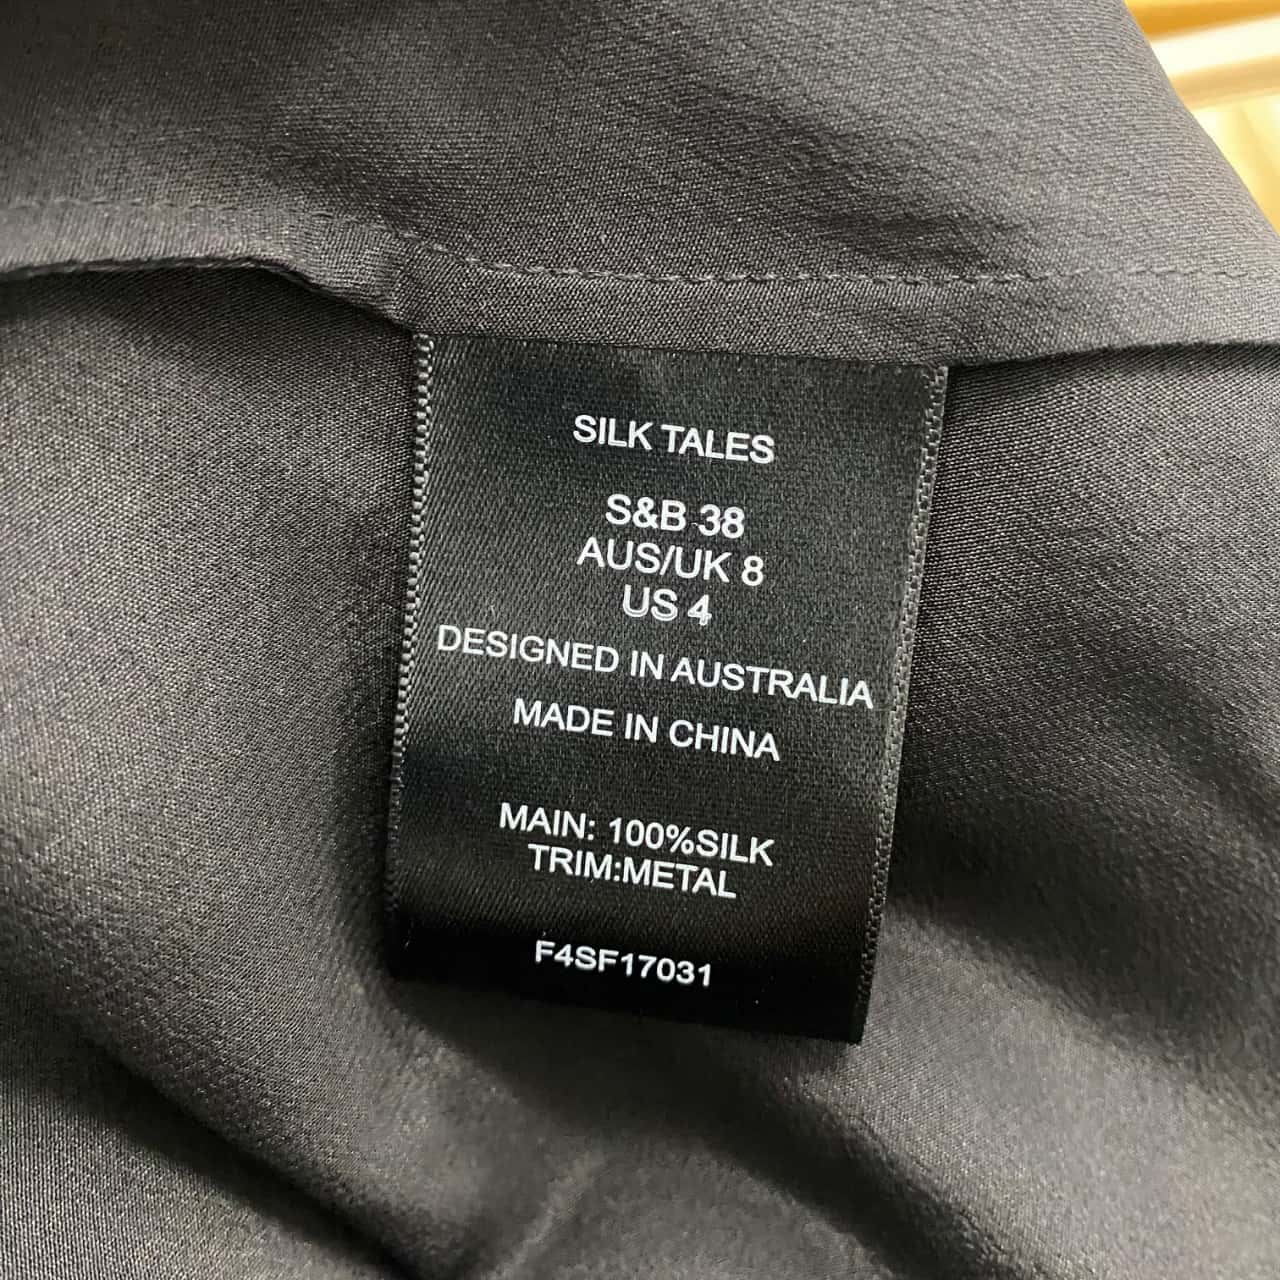 SILK TALES
S&B 38
AUS/UK 8
US 4
DESIGNED IN AUSTRALIA
MADE IN CHINA
MAIN: 100%SILK
TRIM:METAL
F4SF17031